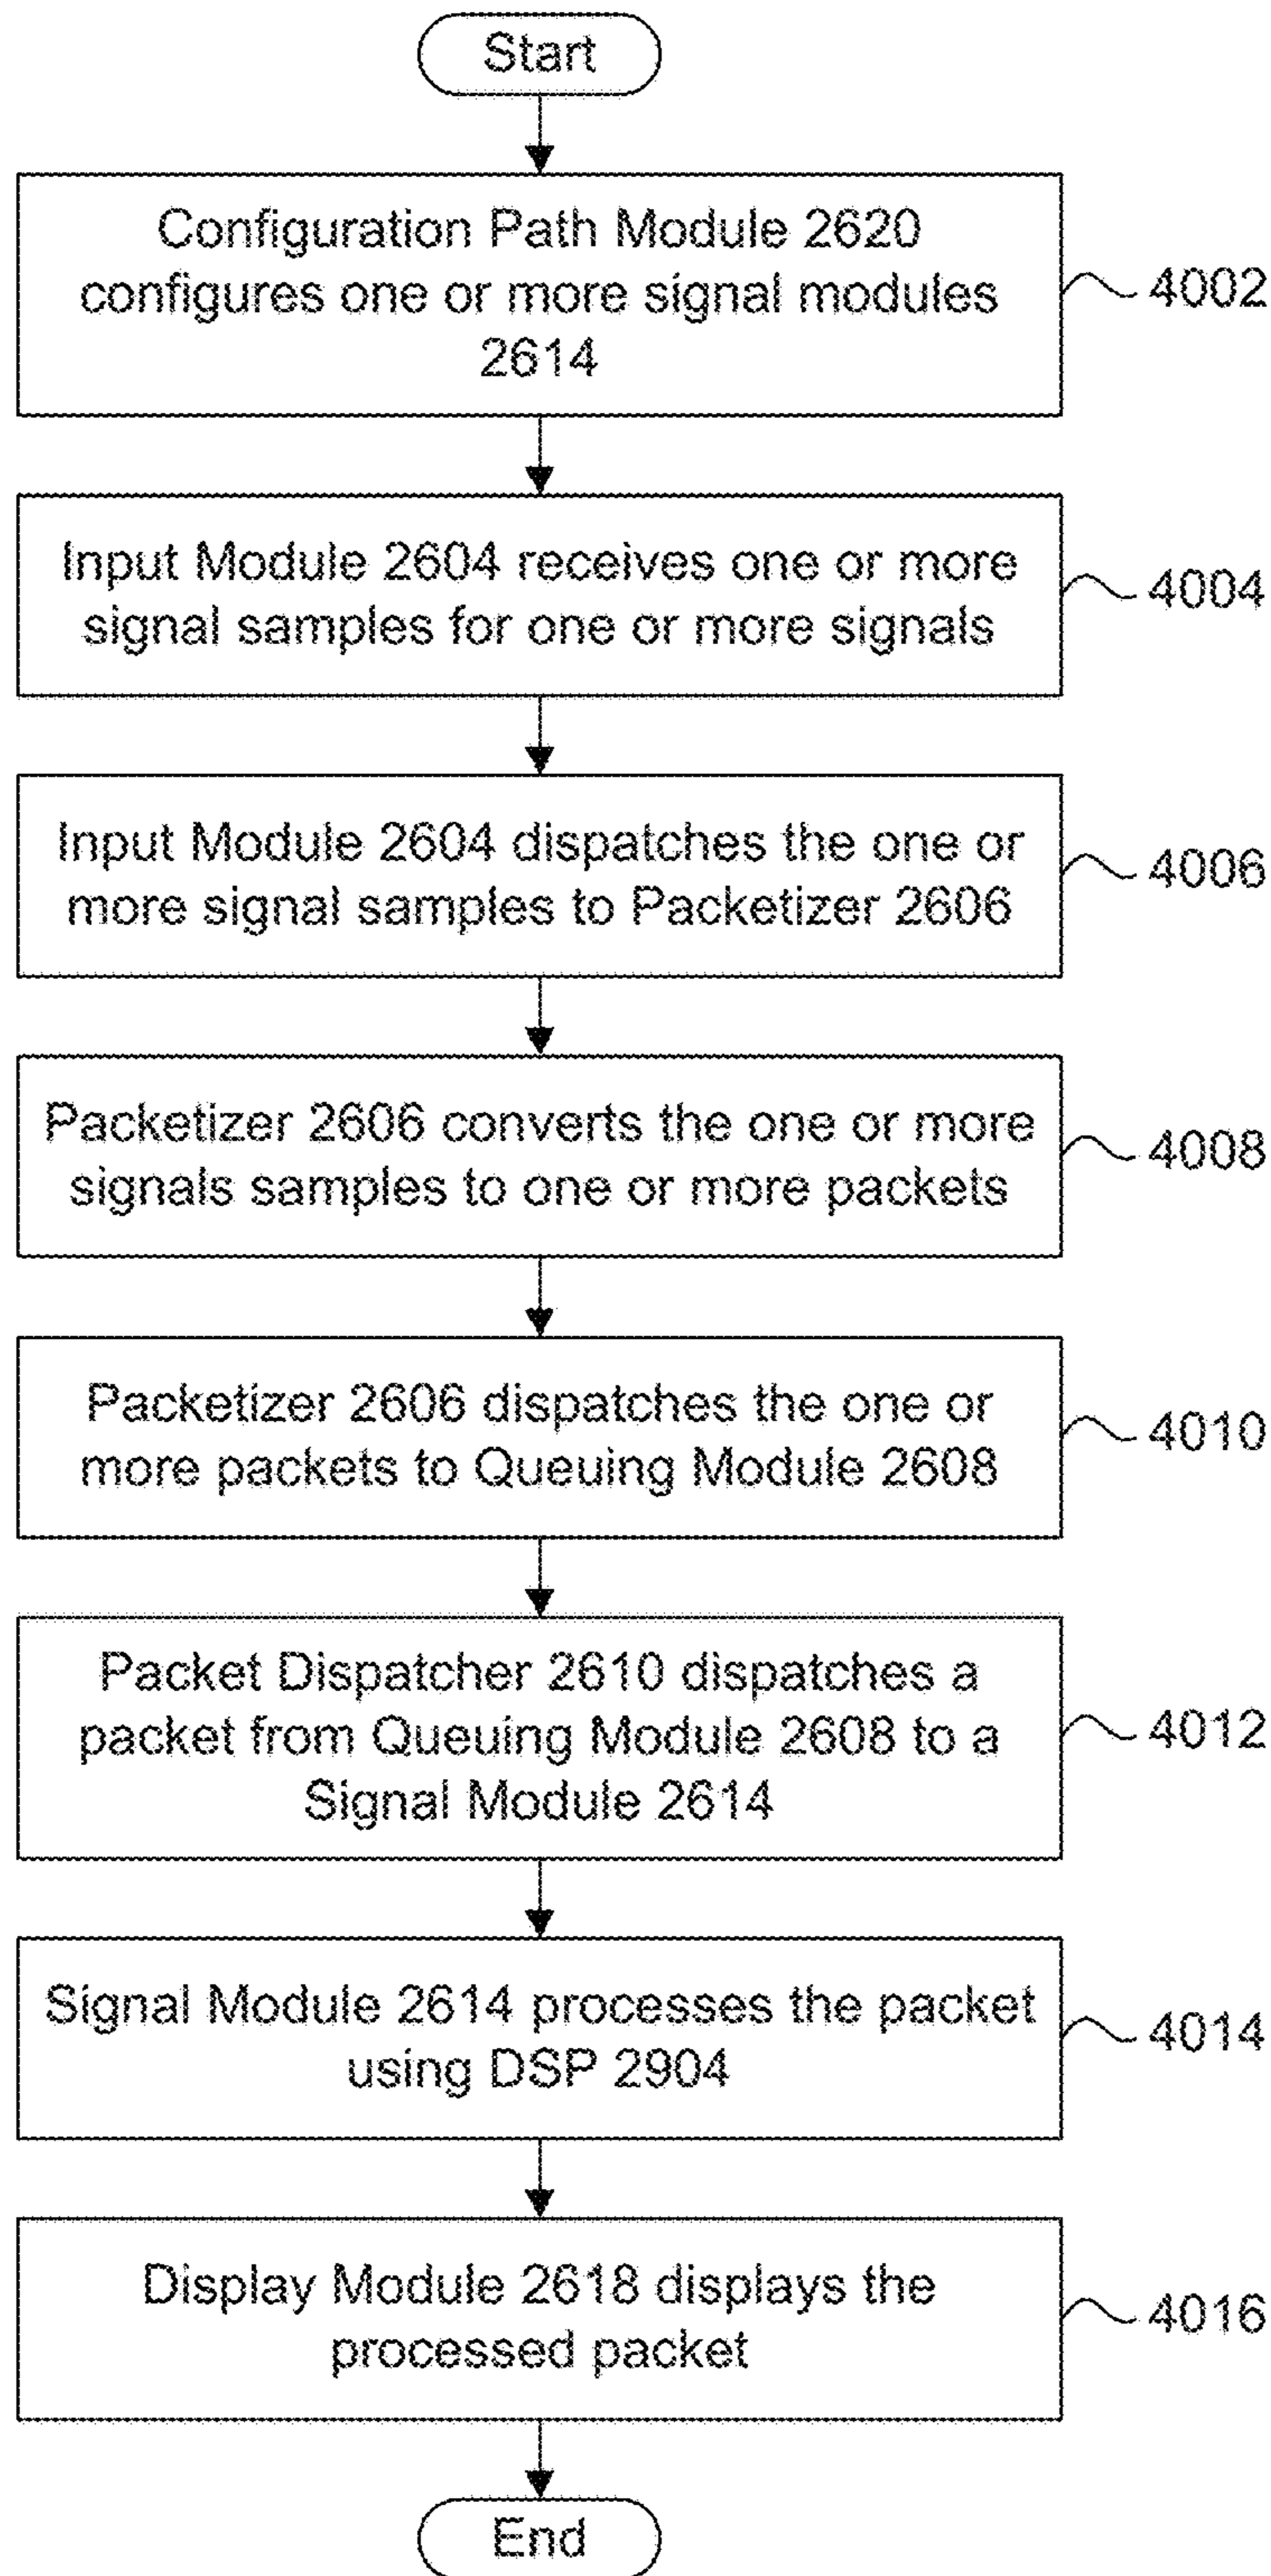 Start
Configuration Path Module 2620
configures one or more signal modules
2614
4002
Input Module 2604 receives one or more
signal samples for one or more signals
4004
Input Module 2604 dispatches the one or
more signal samples to Packetizer 2606
4006
Packetizer 2606 converts the one or more
signals samples to one or more packets
4008
Packetizer 2606 dispatches the one or
more packets to Queuing Module 2608
4010
Packet Dispatcher 2610 dispatches a
packet from Queuing Module 2608 to a
Signal Module 2614
4012
Signal Module 2614 processes the packet
using DSP 2904
4014
Display Module 2618 displays the
processed packet
4016
End